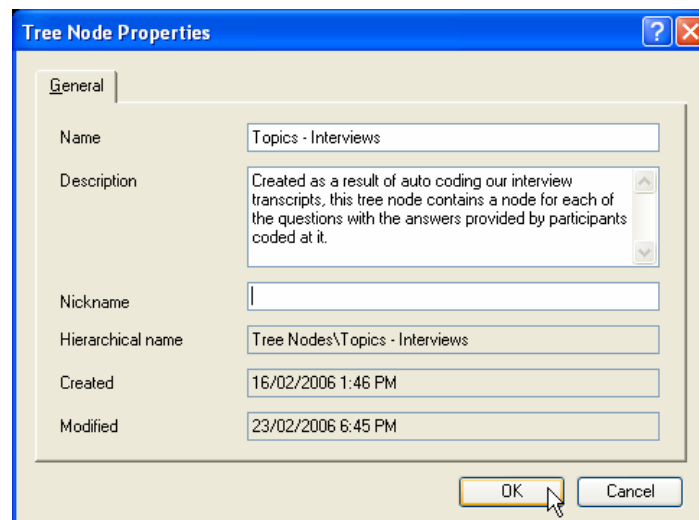 Tree Node Properties
General
Name
Topics - Interviews
Description
Created as a result of auto coding our interview
transcripts, this tree node contains a node for each of
the questions with the answers provided by participants
coded at it.
Nickname
Hierarchical name
Tree Nodes\Topics - Interviews
Created
16/02/2006 1:46 PM
Modified
23/02/2006 6:45 PM
OK
Cancel